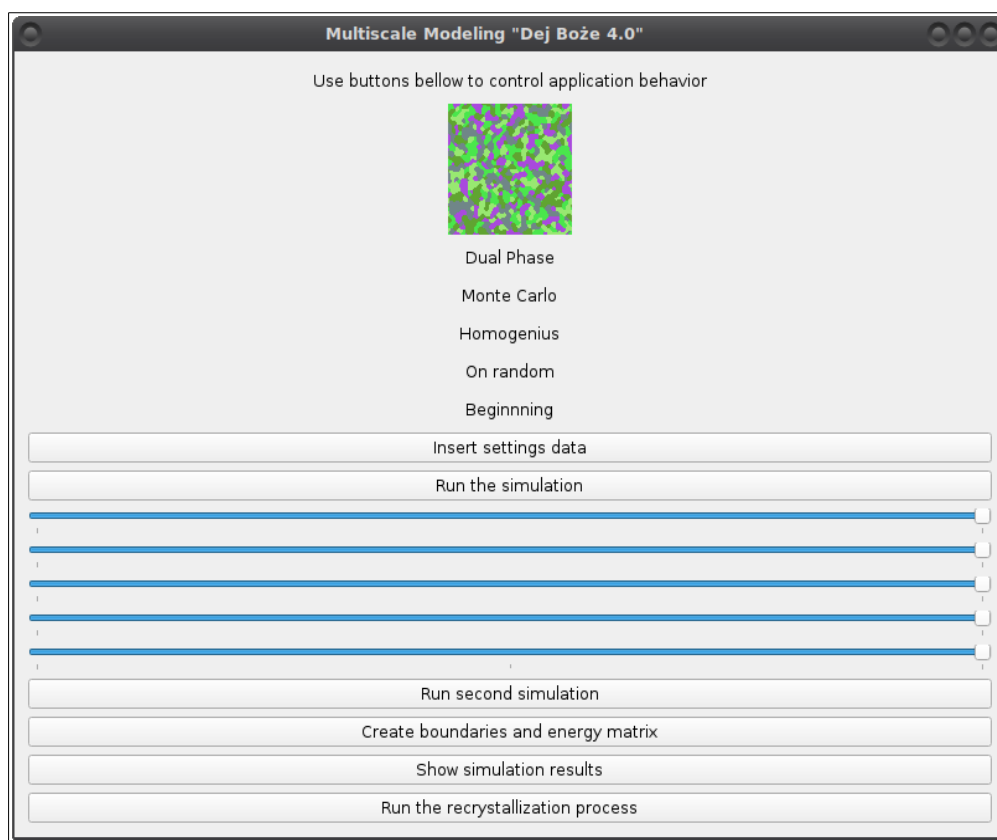 Multiscale Modeling "Dej Boże 4.0"
Use buttons bellow to control application behavior
Dual Phase
Monte Carlo
Homogenius
On random
Beginnning
Insert settings data
Run the simulation
Run second simulation
Create boundaries and energy matrix
Show simulation results
Run the recrystallization process